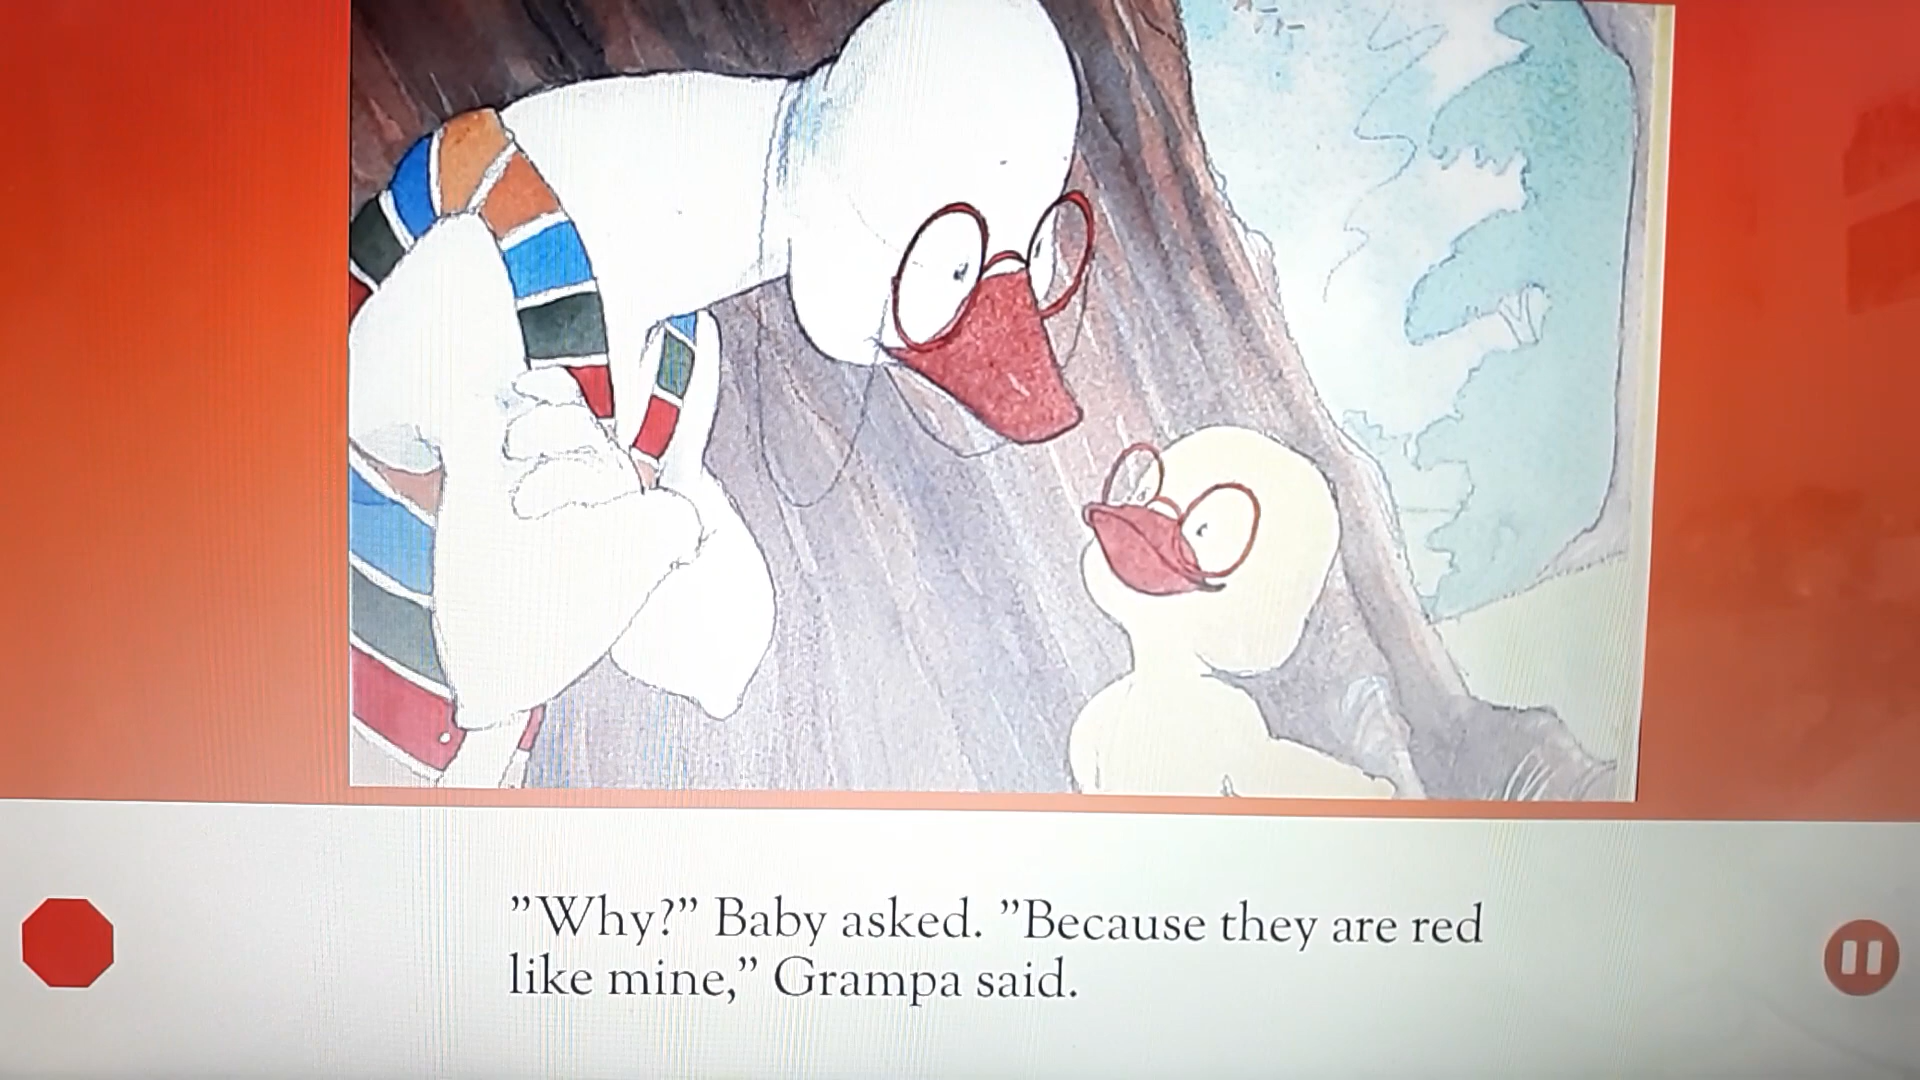 ”Why?” Baby asked. ”Because they are red
like mine,” Grampa said.